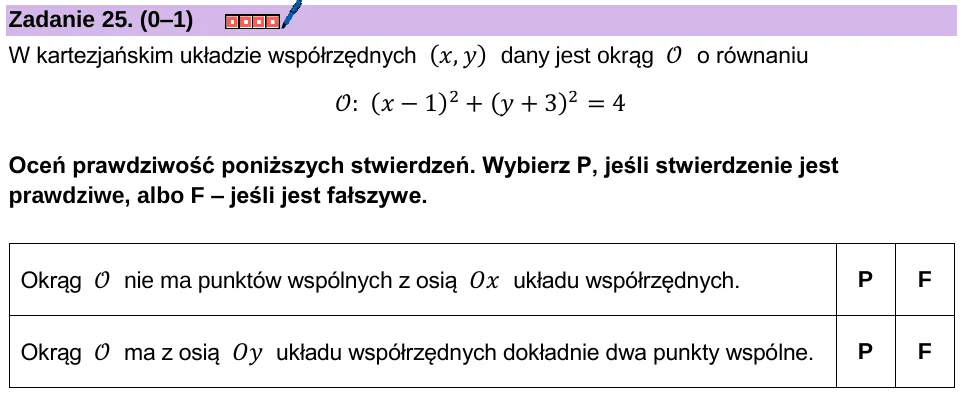 Zadanie 25. (0–1)
W kartezjańskim układzie współrzędnych (x, y) dany jest okrąg 𝒪 o równaniu
𝒪: (x − 1)² + (y + 3)² = 4
Oceń prawdziwość poniższych stwierdzeń. Wybierz P, jeśli stwierdzenie jest
prawdziwe, albo F – jeśli jest fałszywe.
Okrąg 𝒪 nie ma punktów wspólnych z osią Ox układu współrzędnych. P F
Okrąg 𝒪 ma z osią Oy układu współrzędnych dokładnie dwa punkty wspólne. P F